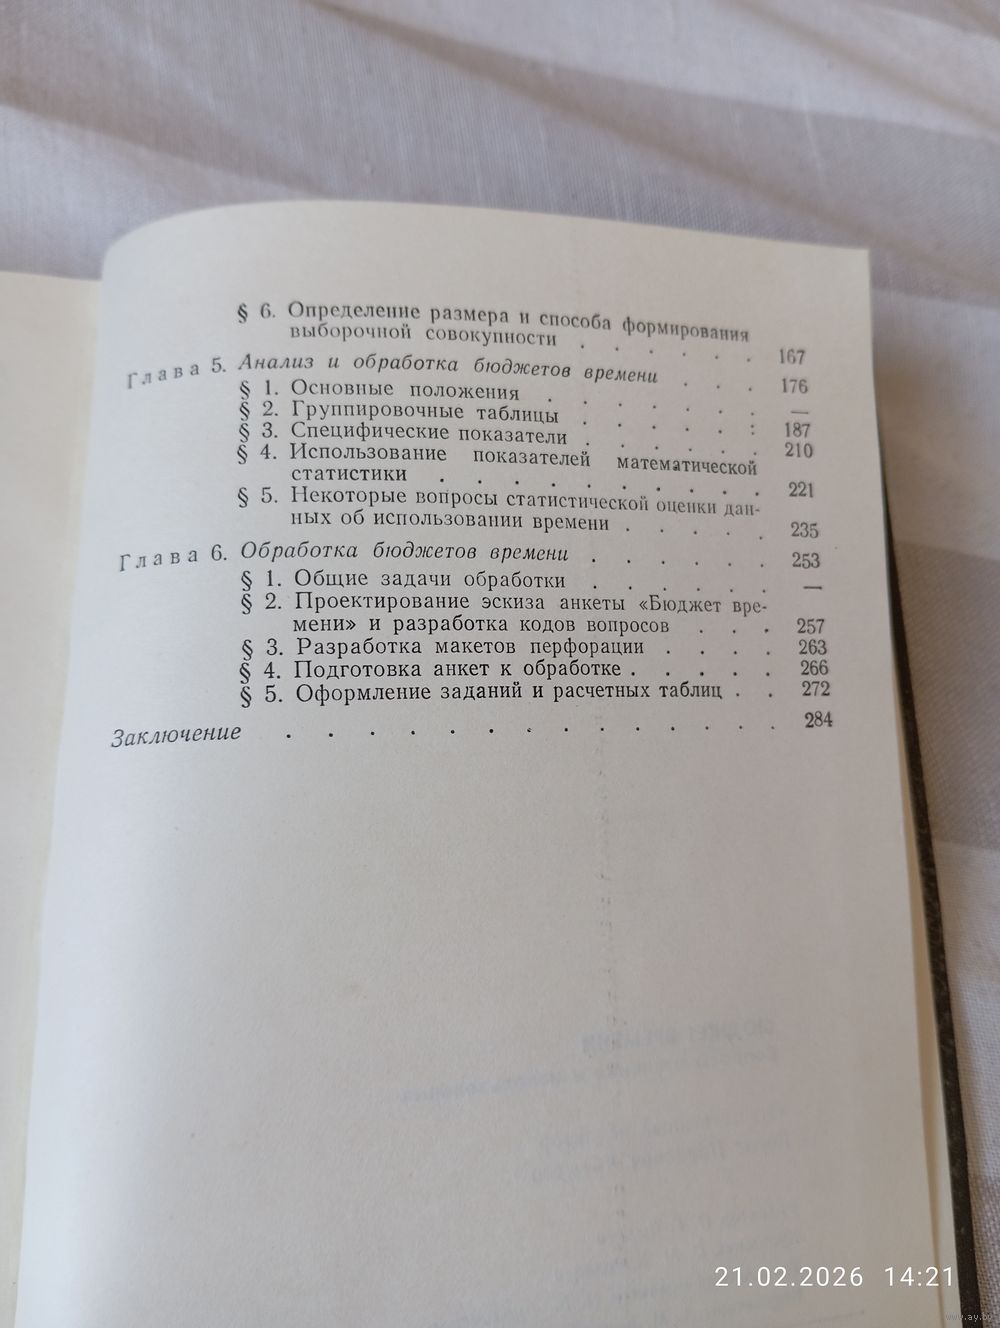 § 6. Определение размера и способа формирования
выборочной совокупности . . . . . . 167
Глава 5. Анализ и обработка бюджетов времени . . . 176
§ 1. Основные положения . . . . . . —
§ 2. Группировочные таблицы . . . . . : 187
§ 3. Специфические показатели . . . . . 210
§ 4. Использование показателей математической
статистики . . . . . . . . . 221
§ 5. Некоторые вопросы статистической оценки дан-
ных об использовании времени . . . . . 235
Глава 6. Обработка бюджетов времени . . . . . . 253
§ 1. Общие задачи обработки . . . . . . —
§ 2. Проектирование эскиза анкеты «Бюджет вре-
мени» и разработка кодов вопросов . . . 257
§ 3. Разработка макетов перфорации . . . . 263
§ 4. Подготовка анкет к обработке . . . . . 266
§ 5. Оформление заданий и расчетных таблиц . . 272
Заключение . . . . . . . . . . . . . 284
21.02.2026 14:21